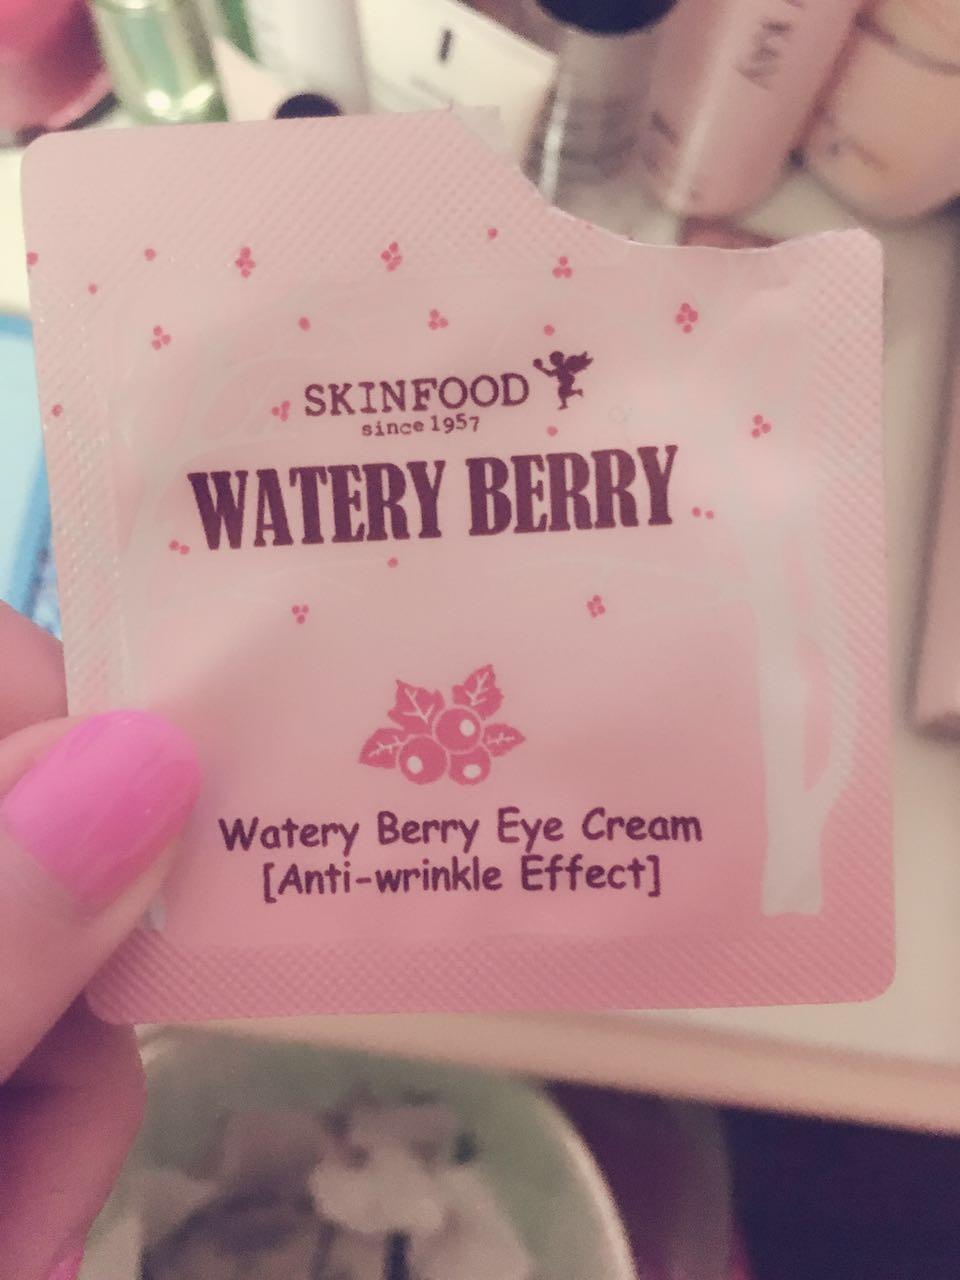 SKINFOOD
since 1957
WATERY BERRY
Watery Berry Eye Cream
[Anti-wrinkle Effect]